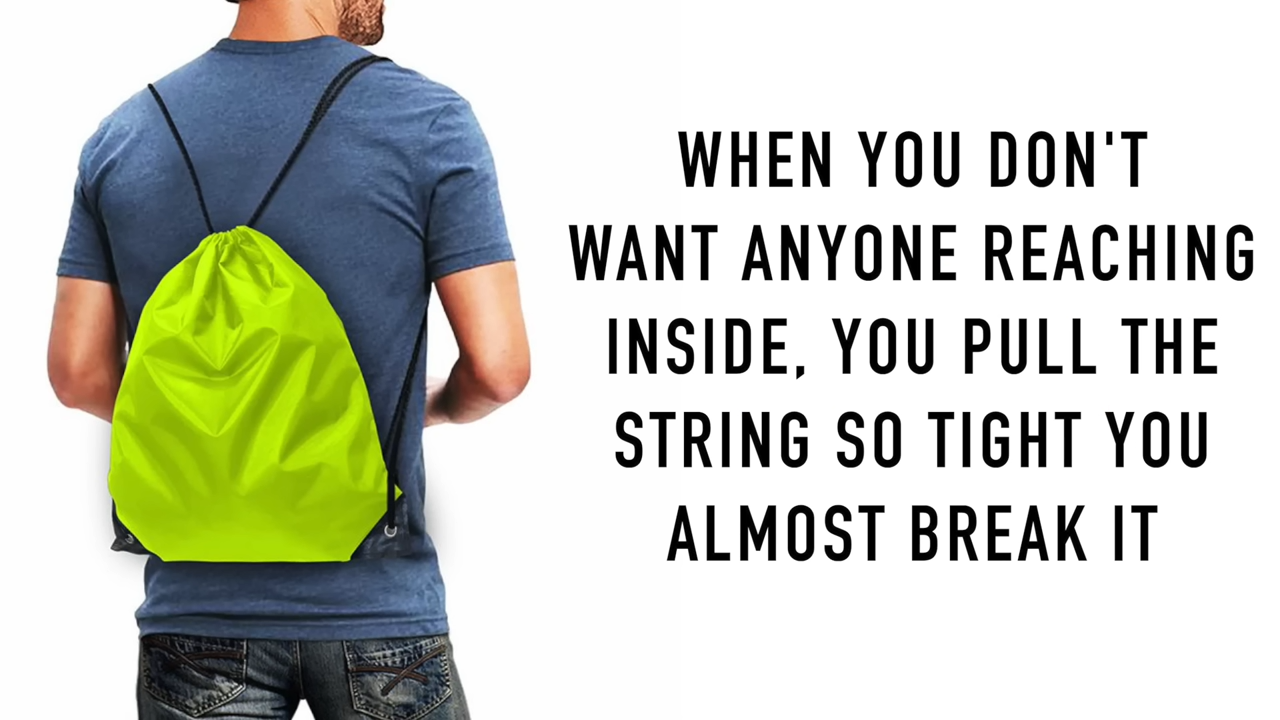 WHEN YOU DON'T
WANT ANYONE REACHING
INSIDE, YOU PULL THE
STRING SO TIGHT YOU
ALMOST BREAK IT